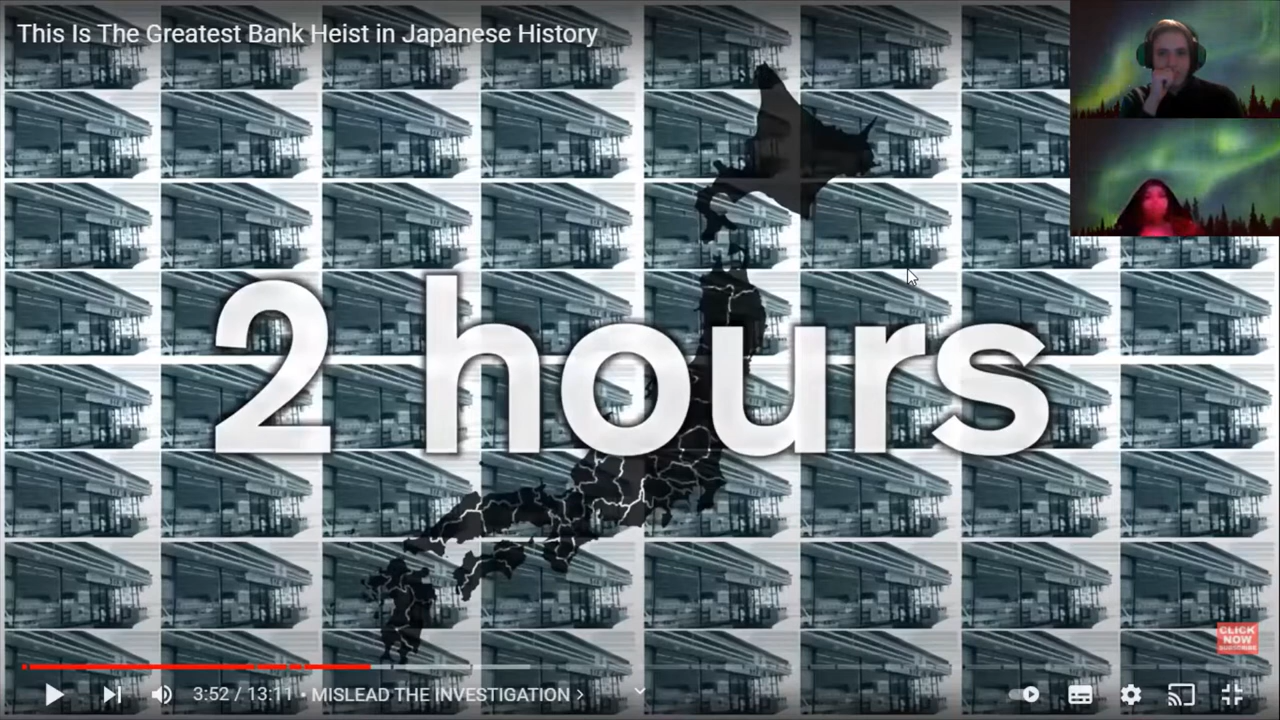 This Is The Greatest Bank Heist in Japanese History
2 hours
CLICK
NOW
SUBSCRIBE
3:52 / 13:11 • MISLEAD THE INVESTIGATION >